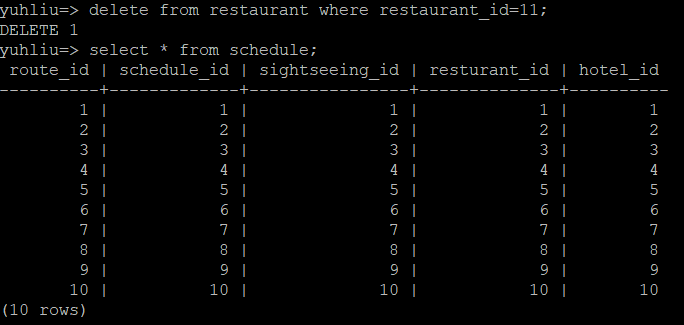 yuhliu=> delete from restaurant where restaurant_id=11;
DELETE 1
yuhliu=> select * from schedule;
 route_id | schedule_id | sightseeing_id | resturant_id | hotel_id
----------+-------------+----------------+--------------+----------
        1 |           1 |              1 |            1 |        1
        2 |           2 |              2 |            2 |        2
        3 |           3 |              3 |            3 |        3
        4 |           4 |              4 |            4 |        4
        5 |           5 |              5 |            5 |        5
        6 |           6 |              6 |            6 |        6
        7 |           7 |              7 |            7 |        7
        8 |           8 |              8 |            8 |        8
        9 |           9 |              9 |            9 |        9
       10 |          10 |             10 |           10 |       10
(10 rows)